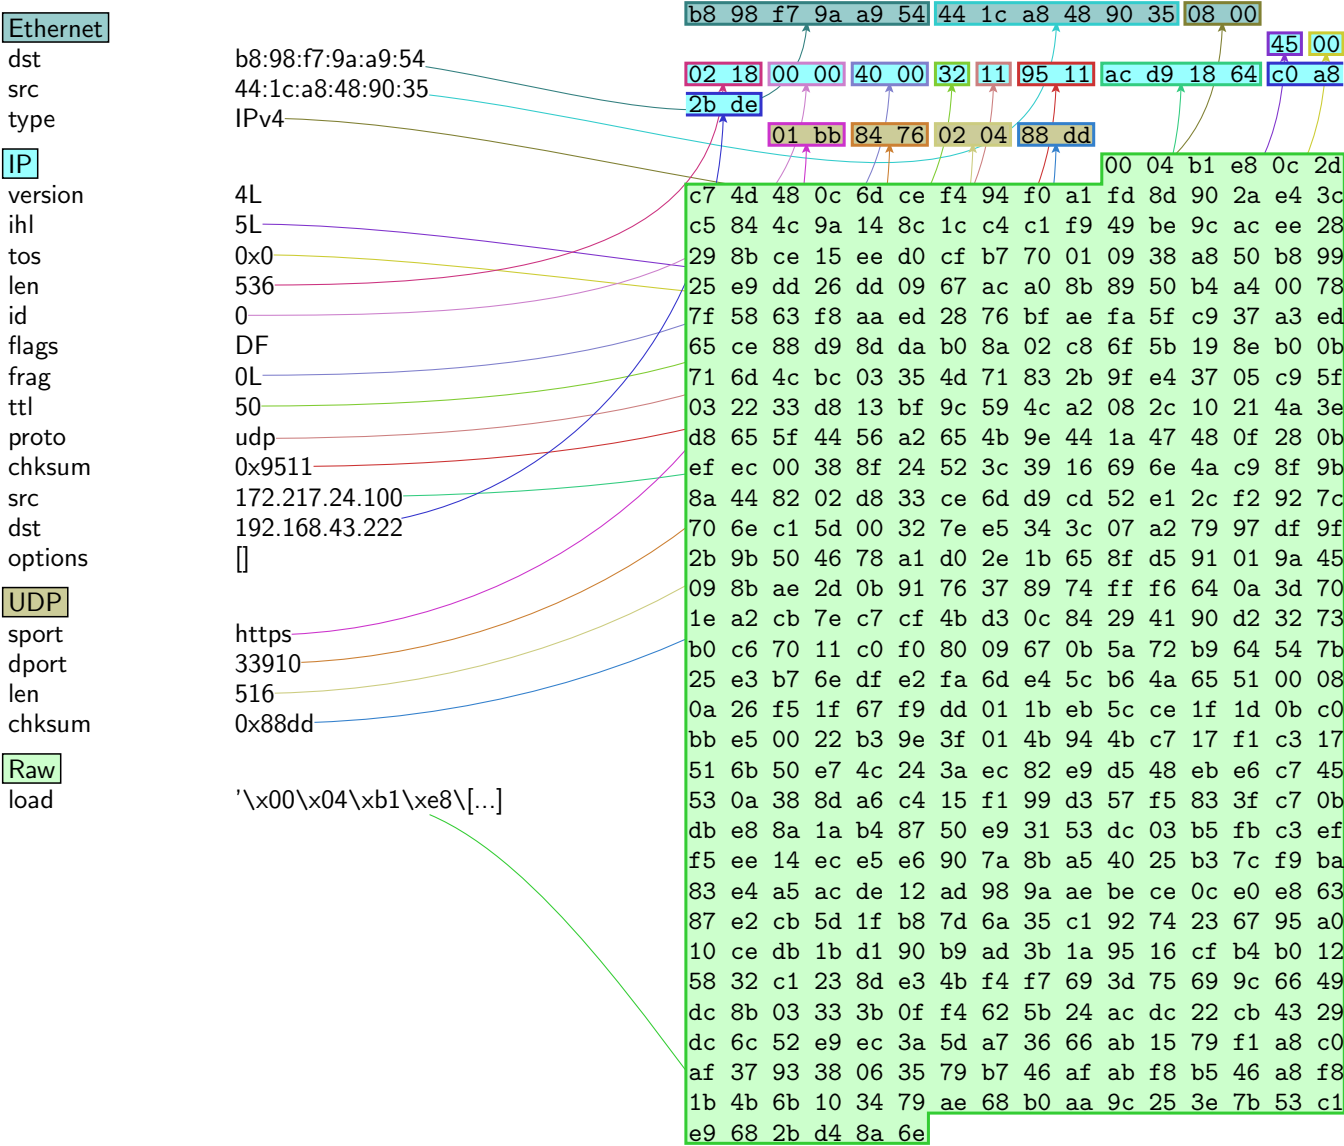 Ethernet
dst b8:98:f7:9a:a9:54
src 44:1c:a8:48:90:35
type IPv4
IP
version 4L
ihl 5L
tos 0x0
len 536
id 0
flags DF
frag 0L
ttl 50
proto udp
chksum 0x9511
src 172.217.24.100
dst 192.168.43.222
options []
UDP
sport https
dport 33910
len 516
chksum 0x88dd
Raw
load '\x00\x04\xb1\xe8\[...]
b8 98 f7 9a a9 54 44 1c a8 48 90 35 08 00
45 00
02 18 00 00 40 00 32 11 95 11 ac d9 18 64 c0 a8
2b de
01 bb 84 76 02 04 88 dd
00 04 b1 e8 0c 2d
c7 4d 48 0c 6d ce f4 94 f0 a1 fd 8d 90 2a e4 3c
c5 84 4c 9a 14 8c 1c c4 c1 f9 49 be 9c ac ee 28
29 8b ce 15 ee d0 cf b7 70 01 09 38 a8 50 b8 99
25 e9 dd 26 dd 09 67 ac a0 8b 89 50 b4 a4 00 78
7f 58 63 f8 aa ed 28 76 bf ae fa 5f c9 37 a3 ed
65 ce 88 d9 8d da b0 8a 02 c8 6f 5b 19 8e b0 0b
71 6d 4c bc 03 35 4d 71 83 2b 9f e4 37 05 c9 5f
03 22 33 d8 13 bf 9c 59 4c a2 08 2c 10 21 4a 3e
d8 65 5f 44 56 a2 65 4b 9e 44 1a 47 48 0f 28 0b
ef ec 00 38 8f 24 52 3c 39 16 69 6e 4a c9 8f 9b
8a 44 82 02 d8 33 ce 6d d9 cd 52 e1 2c f2 92 7c
70 6e c1 5d 00 32 7e e5 34 3c 07 a2 79 97 df 9f
2b 9b 50 46 78 a1 d0 2e 1b 65 8f d5 91 01 9a 45
09 8b ae 2d 0b 91 76 37 89 74 ff f6 64 0a 3d 70
1e a2 cb 7e c7 cf 4b d3 0c 84 29 41 90 d2 32 73
b0 c6 70 11 c0 f0 80 09 67 0b 5a 72 b9 64 54 7b
25 e3 b7 6e df e2 fa 6d e4 5c b6 4a 65 51 00 08
0a 26 f5 1f 67 f9 dd 01 1b eb 5c ce 1f 1d 0b c0
bb e5 00 22 b3 9e 3f 01 4b 94 4b c7 17 f1 c3 17
51 6b 50 e7 4c 24 3a ec 82 e9 d5 48 eb e6 c7 45
53 0a 38 8d a6 c4 15 f1 99 d3 57 f5 83 3f c7 0b
db e8 8a 1a b4 87 50 e9 31 53 dc 03 b5 fb c3 ef
f5 ee 14 ec e5 e6 90 7a 8b a5 40 25 b3 7c f9 ba
83 e4 a5 ac de 12 ad 98 9a ae be ce 0c e0 e8 63
87 e2 cb 5d 1f b8 7d 6a 35 c1 92 74 23 67 95 a0
10 ce db 1b d1 90 b9 ad 3b 1a 95 16 cf b4 b0 12
58 32 c1 23 8d e3 4b f4 f7 69 3d 75 69 9c 66 49
dc 8b 03 33 3b 0f f4 62 5b 24 ac dc 22 cb 43 29
dc 6c 52 e9 ec 3a 5d a7 36 66 ab 15 79 f1 a8 c0
af 37 93 38 06 35 79 b7 46 af ab f8 b5 46 a8 f8
1b 4b 6b 10 34 79 ae 68 b0 aa 9c 25 3e 7b 53 c1
e9 68 2b d4 8a 6e